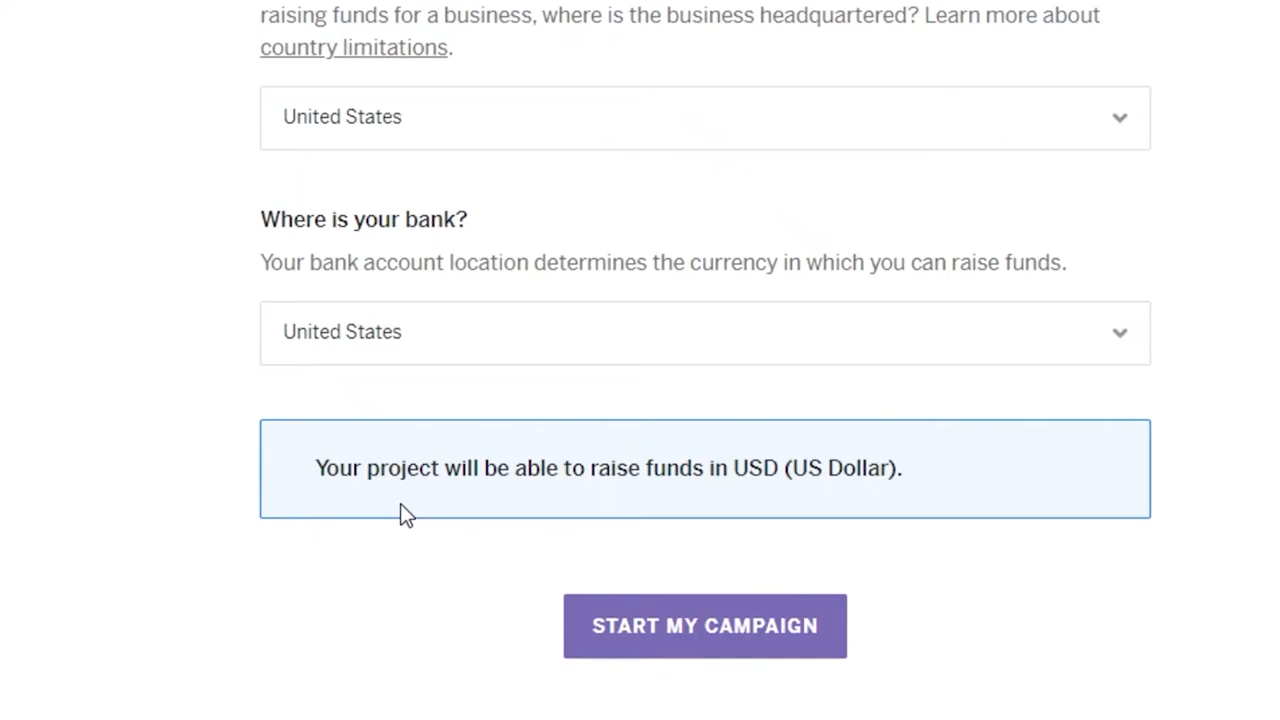 raising funds for a business, where is the business headquartered? Learn more about
country limitations.
United States
Where is your bank?
Your bank account location determines the currency in which you can raise funds.
United States
Your project will be able to raise funds in USD (US Dollar).
START MY CAMPAIGN